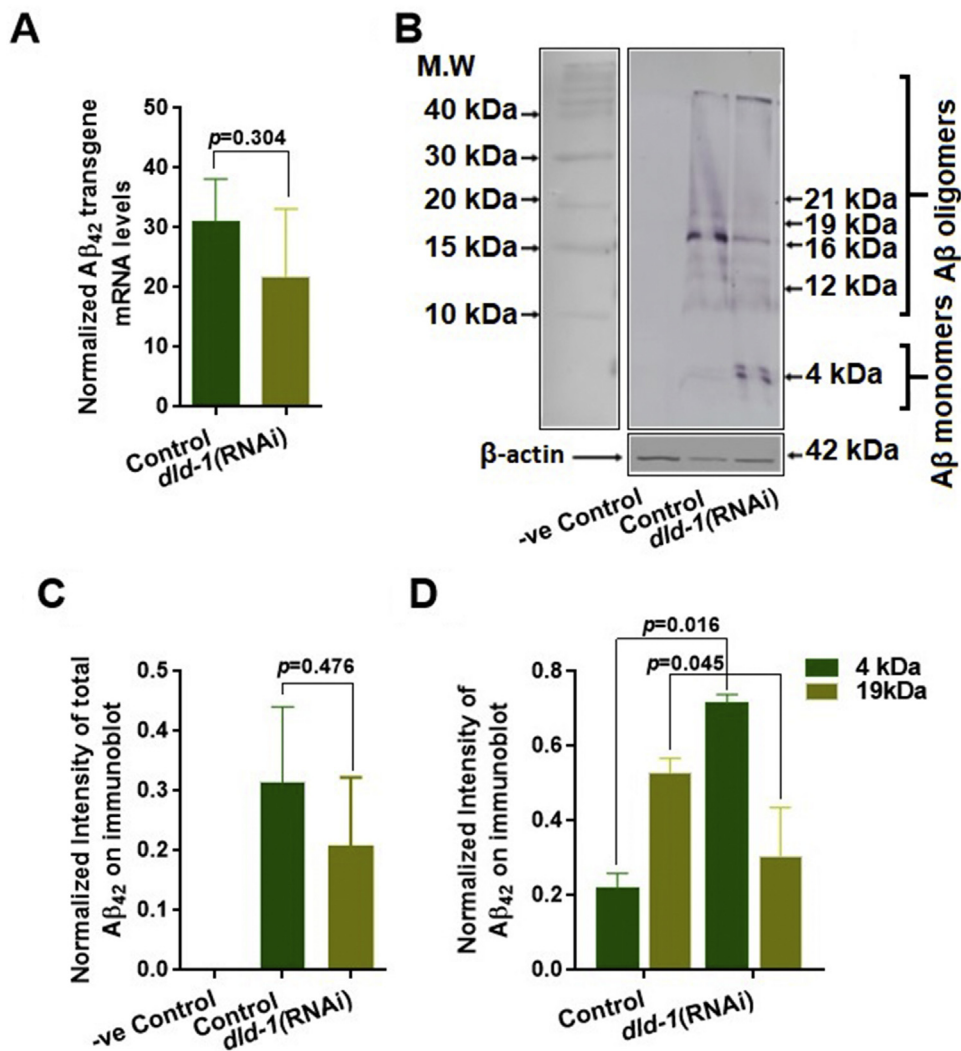 A
Normalized Aβ42 transgene
mRNA levels
50
40
30
20
10
0
p=0.304
Control
dld-1(RNAi)
B
M.W
40 kDa
30 kDa
20 kDa
15 kDa
10 kDa
21 kDa
19 kDa
16 kDa
12 kDa
4 kDa
Aβ monomers Aβ oligomers
β-actin
42 kDa
-ve Control
Control
dld-1(RNAi)
C
Normalized Intensity of total
Aβ42 on immunoblot
0.5
0.4
0.3
0.2
0.1
0.0
p=0.476
-ve Control
Control
dld-1(RNAi)
D
Normalized Intensity of
Aβ42 on immunoblot
0.8
0.6
0.4
0.2
0.0
p=0.016
p=0.045
4 kDa
19kDa
Control
dld-1(RNAi)